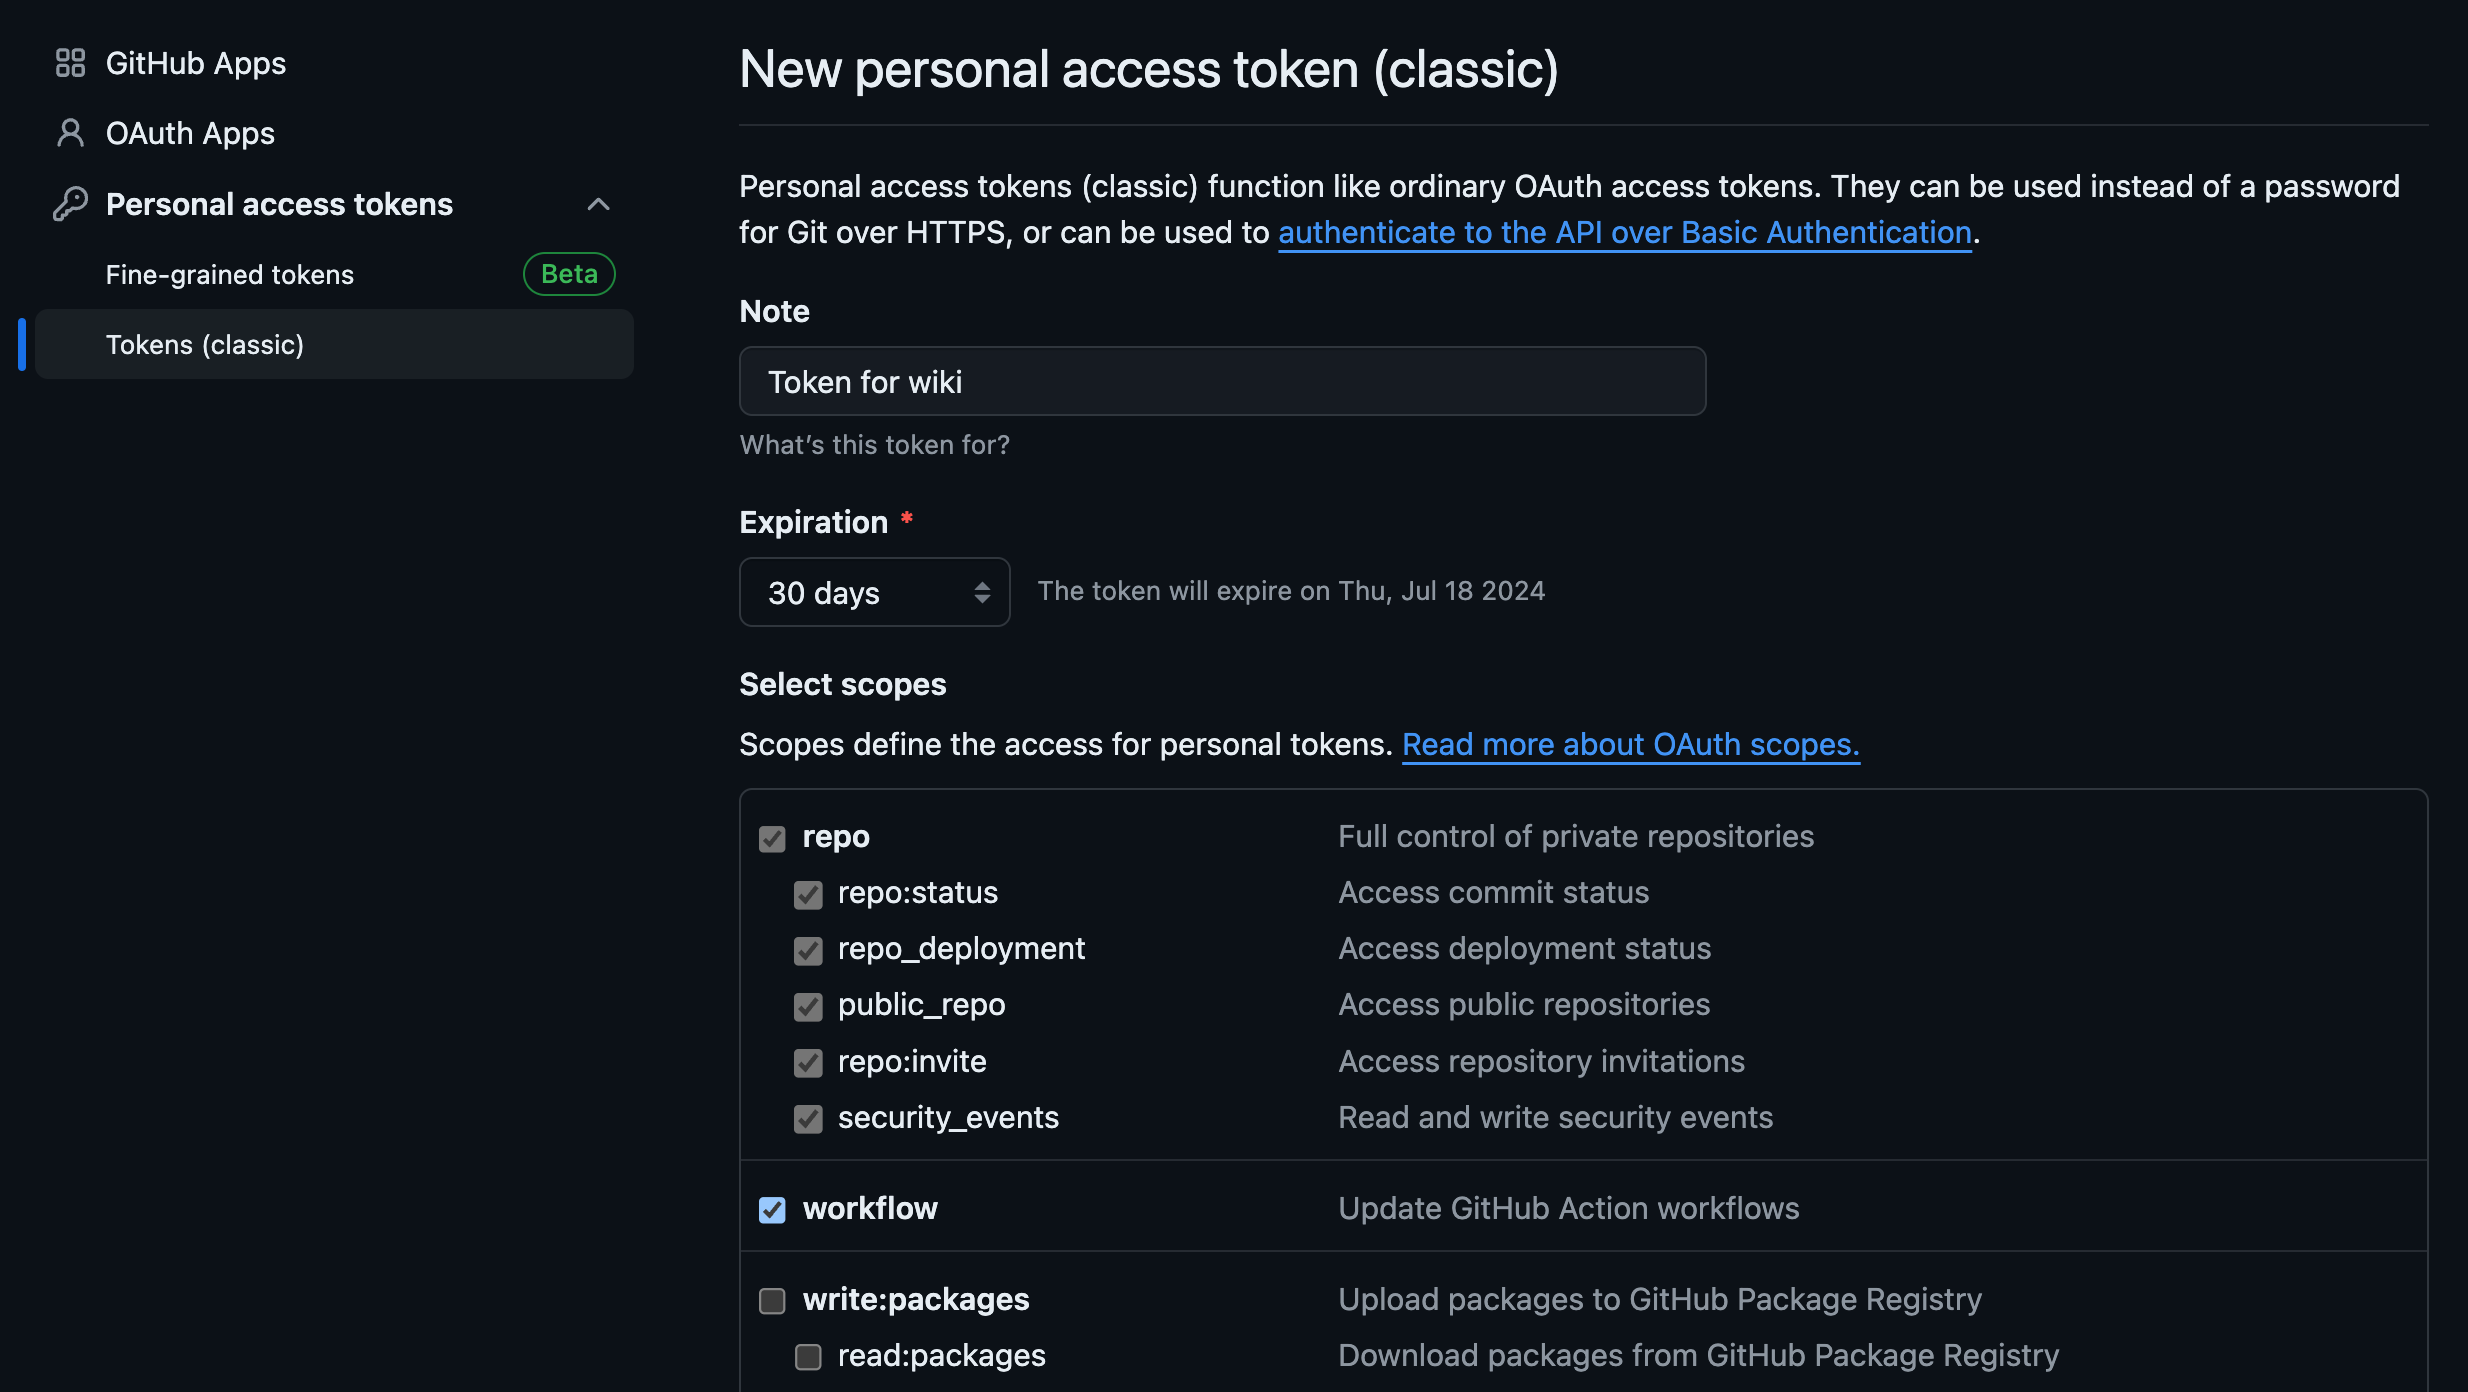 GitHub Apps
OAuth Apps
Personal access tokens
Fine-grained tokens Beta
Tokens (classic)
New personal access token (classic)
Personal access tokens (classic) function like ordinary OAuth access tokens. They can be used instead of a password
for Git over HTTPS, or can be used to authenticate to the API over Basic Authentication.
Note
Token for wiki
What's this token for?
Expiration *
30 days The token will expire on Thu, Jul 18 2024
Select scopes
Scopes define the access for personal tokens. Read more about OAuth scopes.
repo Full control of private repositories
repo:status Access commit status
repo_deployment Access deployment status
public_repo Access public repositories
repo:invite Access repository invitations
security_events Read and write security events
workflow Update GitHub Action workflows
write:packages Upload packages to GitHub Package Registry
read:packages Download packages from GitHub Package Registry